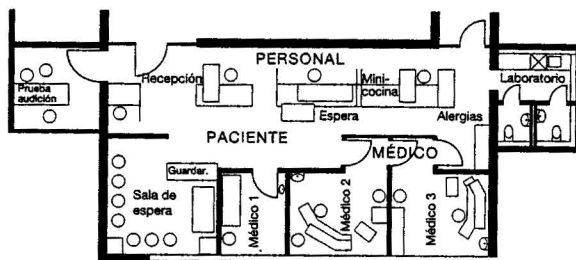 PERSONAL
Recepción
Mini-
cocina
Laboratorio
Prueba
audición
Espera
Alergias
PACIENTE
MÉDICO
Guardar.
Sala de
espera
Médico 1
Médico 2
Médico 3